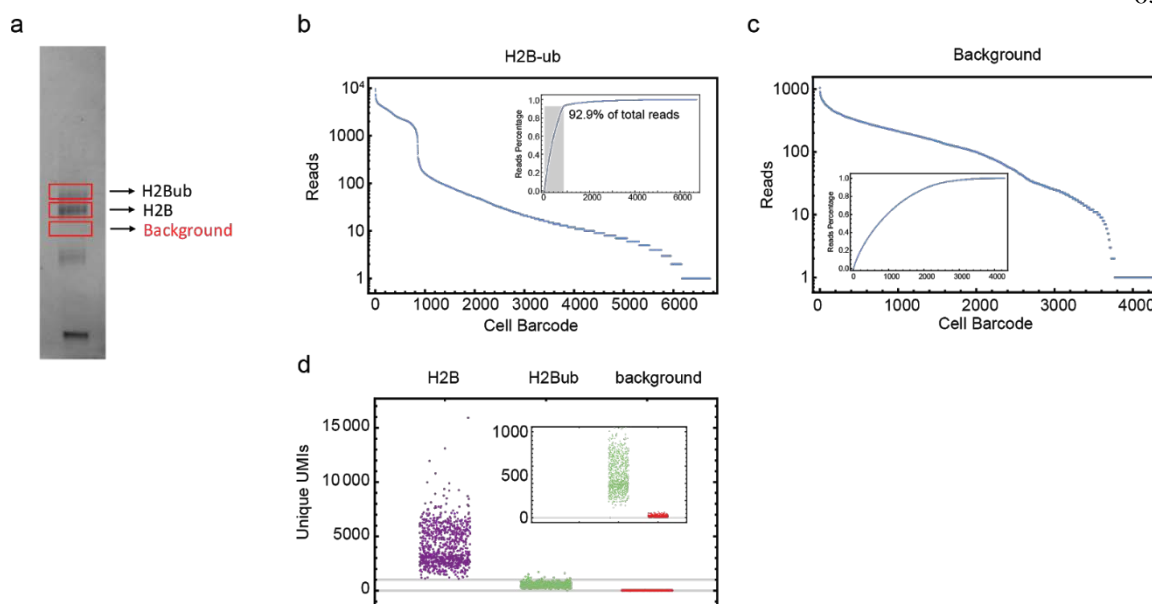 a
H2Bub
H2B
Background
b
H2B-ub
10⁴
1000
100
10
1
Reads
0 1000 2000 3000 4000 5000 6000
Cell Barcode
92.9% of total reads
1.0
0.8
0.6
0.4
0.2
0.0
Reads Percentage
0 2000 4000 6000
c
Background
1000
100
10
1
Reads
0 1000 2000 3000 4000
Cell Barcode
1.0
0.8
0.6
0.4
0.2
0.0
Reads Percentage
0 1000 2000 3000 4000
d
H2B H2Bub background
15000
10000
5000
0
Unique UMIs
1000
500
0